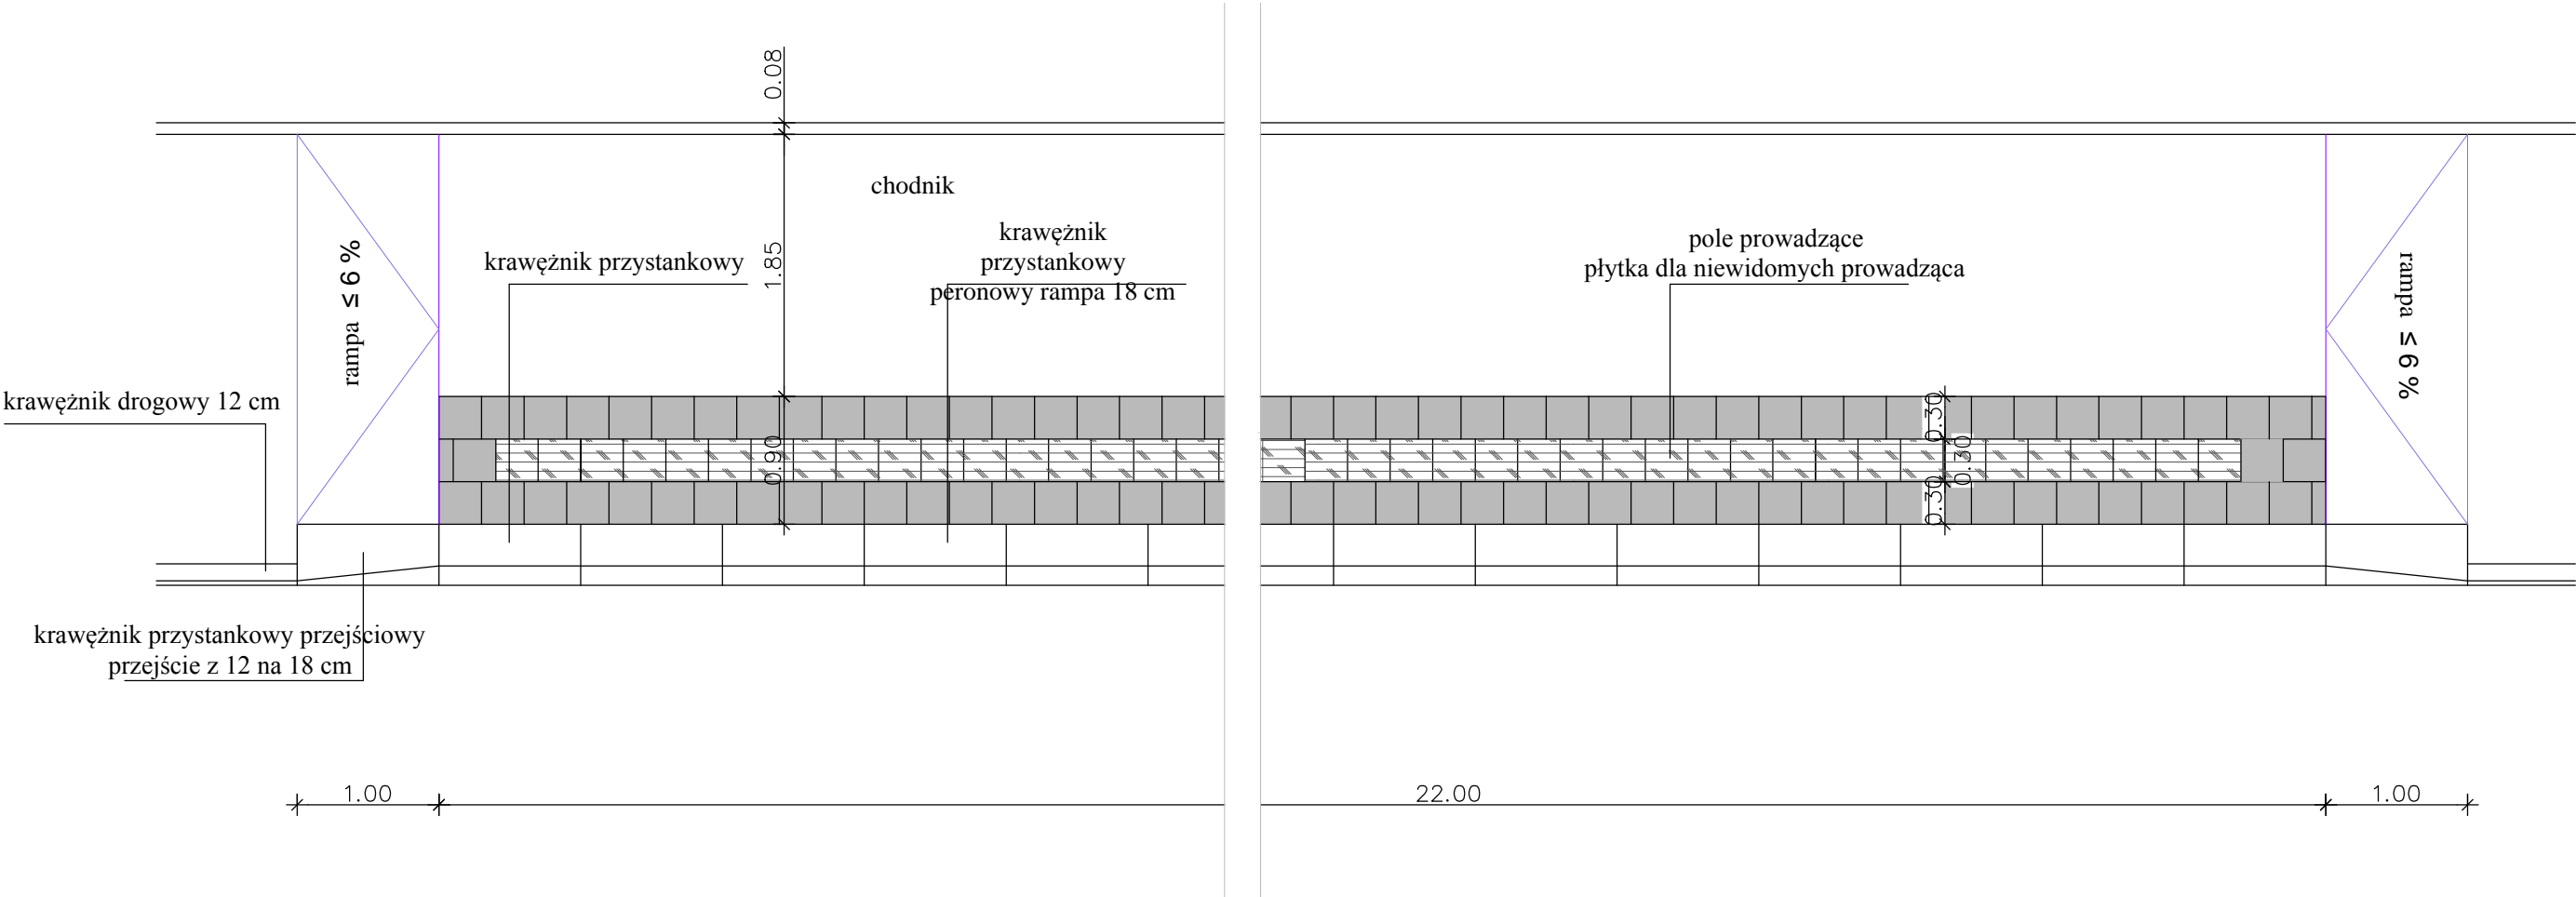 0.08
chodnik
krawężnik przystankowy
1.85
krawężnik
przystankowy
peronowy rampa 18 cm
pole prowadzące
płytka dla niewidomych prowadząca
rampa ≤ 6 %
rampa ≤ 6 %
krawężnik drogowy 12 cm
0.90
0.30
0.30
0.30
krawężnik przystankowy przejściowy
przejście z 12 na 18 cm
1.00
22.00
1.00